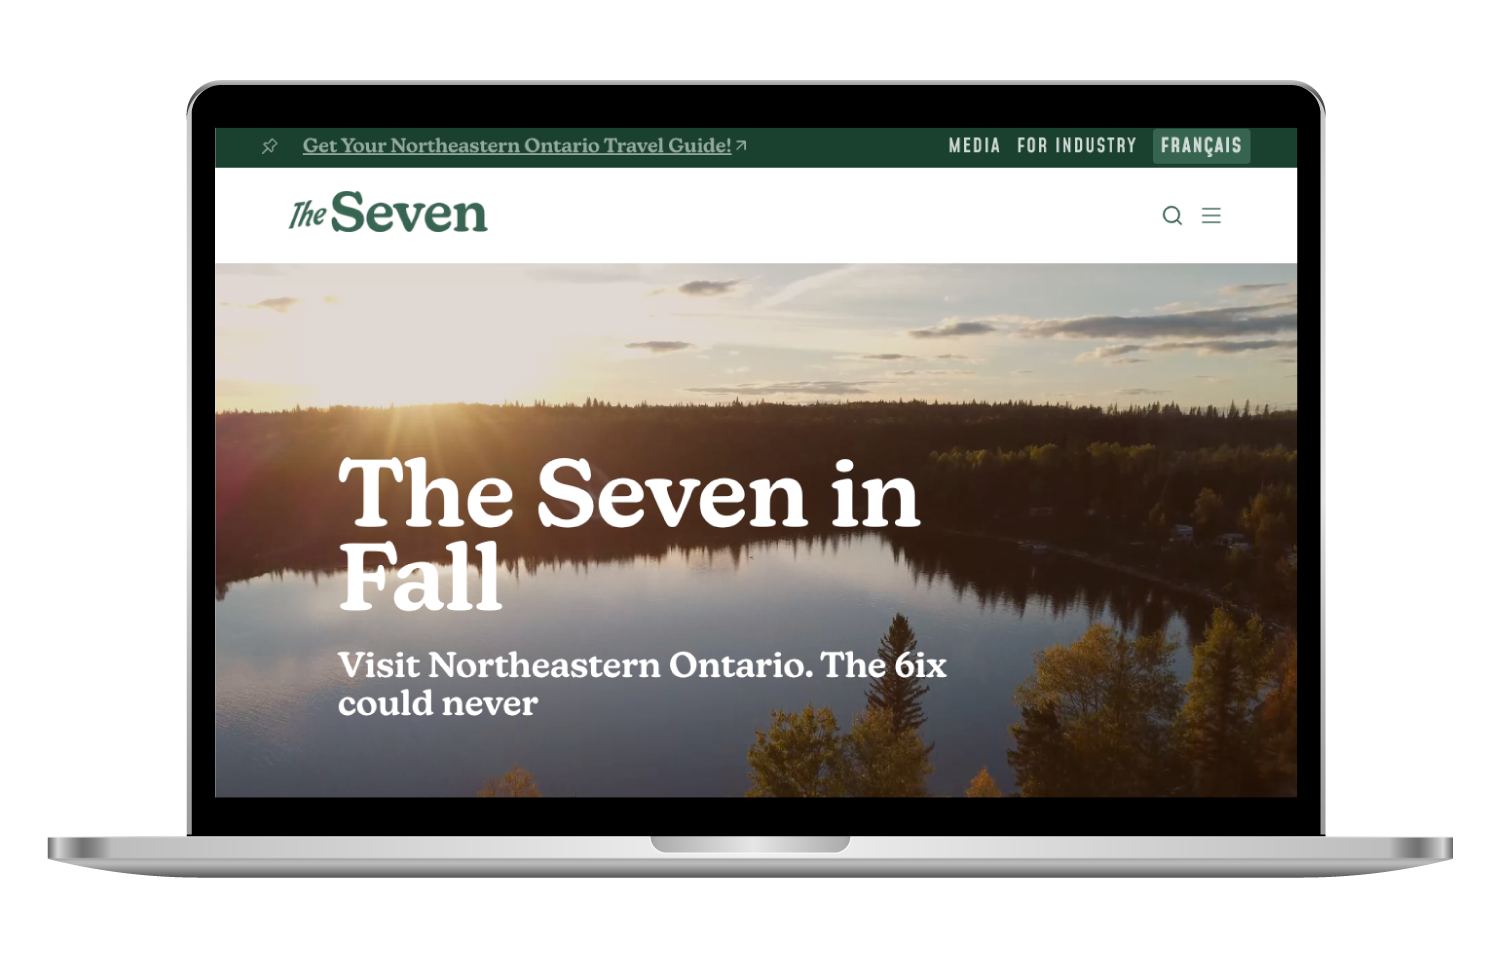 Get Your Northeastern Ontario Travel Guide!
MEDIA FOR INDUSTRY FRANÇAIS
The Seven
The Seven in
Fall
Visit Northeastern Ontario. The 6ix
could never